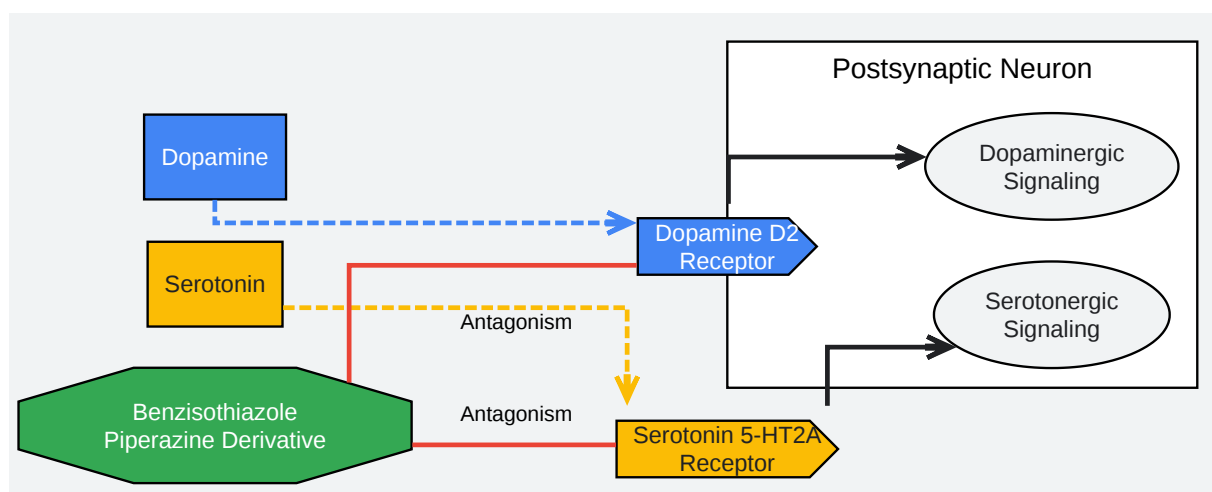 Postsynaptic Neuron
Dopamine
Dopaminergic
Signaling
Dopamine D2
Receptor
Serotonin
Serotonergic
Signaling
Antagonism
Benzisothiazole
Piperazine Derivative
Antagonism
Serotonin 5-HT2A
Receptor